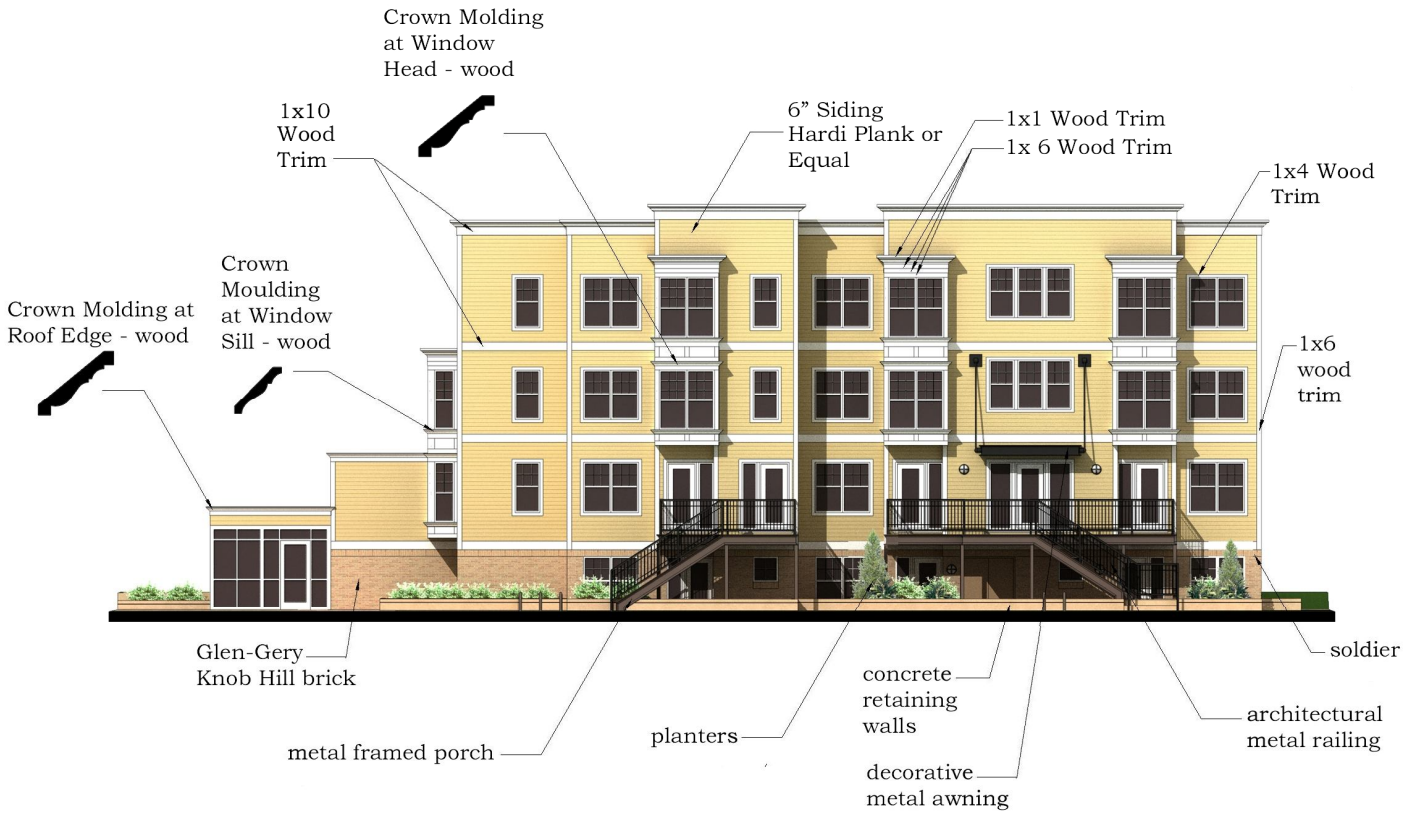 Crown Molding
at Window
Head - wood
1x10
Wood
Trim
6” Siding
Hardi Plank or
Equal
1x1 Wood Trim
1x 6 Wood Trim
1x4 Wood
Trim
Crown
Moulding
at Window
Sill - wood
Crown Molding at
Roof Edge - wood
1x6
wood
trim
Glen-Gery
Knob Hill brick
metal framed porch
planters
concrete
retaining
walls
decorative
metal awning
architectural
metal railing
soldier